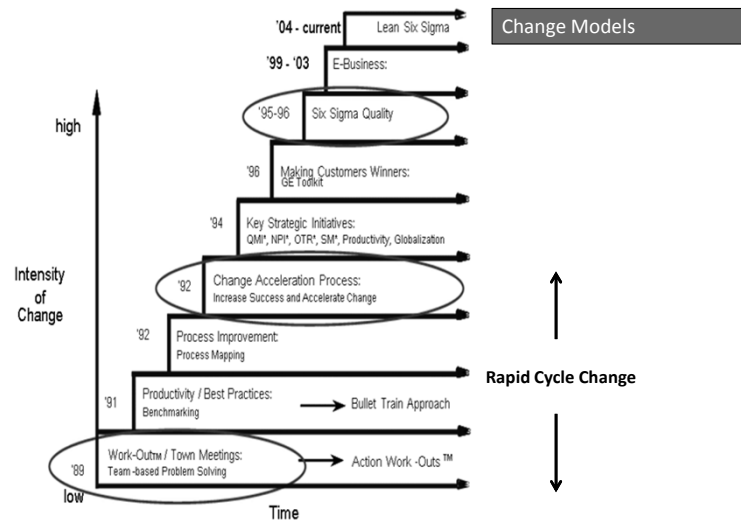 Change Models
'04 - current
Lean Six Sigma
'99 - '03
E-Business:
high
'95-96
Six Sigma Quality
'96
Making Customers Winners:
GE Toolkit
'94
Key Strategic Initiatives:
QMI*, NPI*, OTR*, SM*, Productivity, Globalization
Intensity
of
Change
'92
Change Acceleration Process:
Increase Success and Accelerate Change
'92
Process Improvement:
Process Mapping
Rapid Cycle Change
'91
Productivity / Best Practices:
Benchmarking
Bullet Train Approach
'89
Work-Out™ / Town Meetings:
Team-based Problem Solving
Action Work -Outs™
low
Time